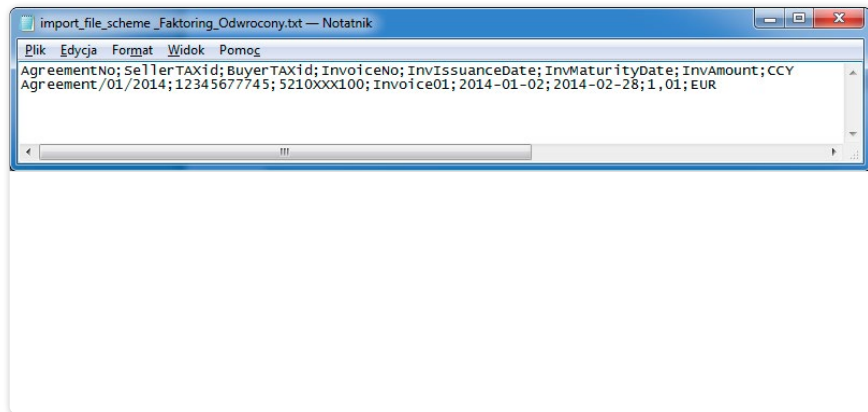 import_file_scheme _Faktoring_Odwrocony.txt — Notatnik
Plik Edycja Format Widok Pomoc
AgreementNo;SellerTAXid;BuyerTAXid;InvoiceNo;InvIssuanceDate;InvMaturityDate;InvAmount;CCY
Agreement/01/2014;12345677745;5210XXX100;Invoice01;2014-01-02;2014-02-28;1,01;EUR